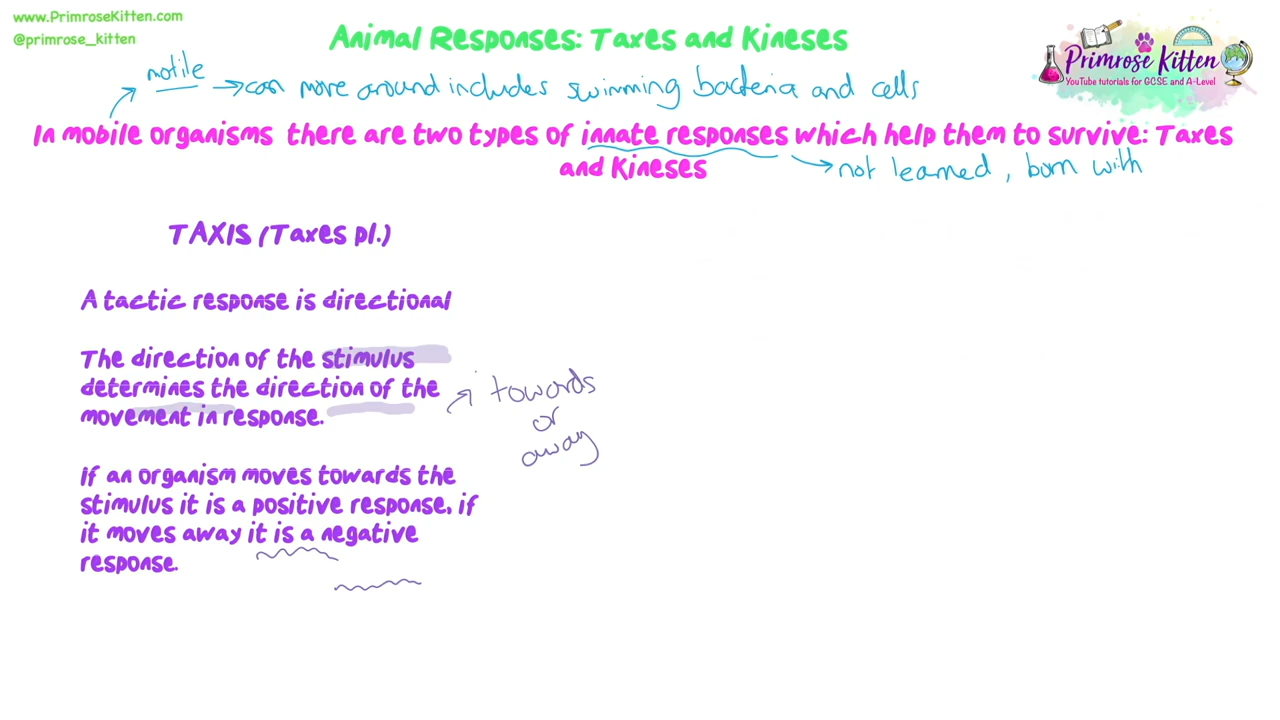 www.PrimroseKitten.com
@primrose_kitten
Animal Responses: Taxes and Kineses
Primrose Kitten
YouTube tutorials for GCSE and A-Level
motile → can move around includes swimming bacteria and cells
In mobile organisms there are two types of innate responses which help them to survive: Taxes
and Kineses
→ not learned, born with
TAXIS (Taxes pl.)
A tactic response is directional
The direction of the stimulus
determines the direction of the
movement in response.
towards
or
away
If an organism moves towards the
stimulus it is a positive response, if
it moves away it is a negative
response.